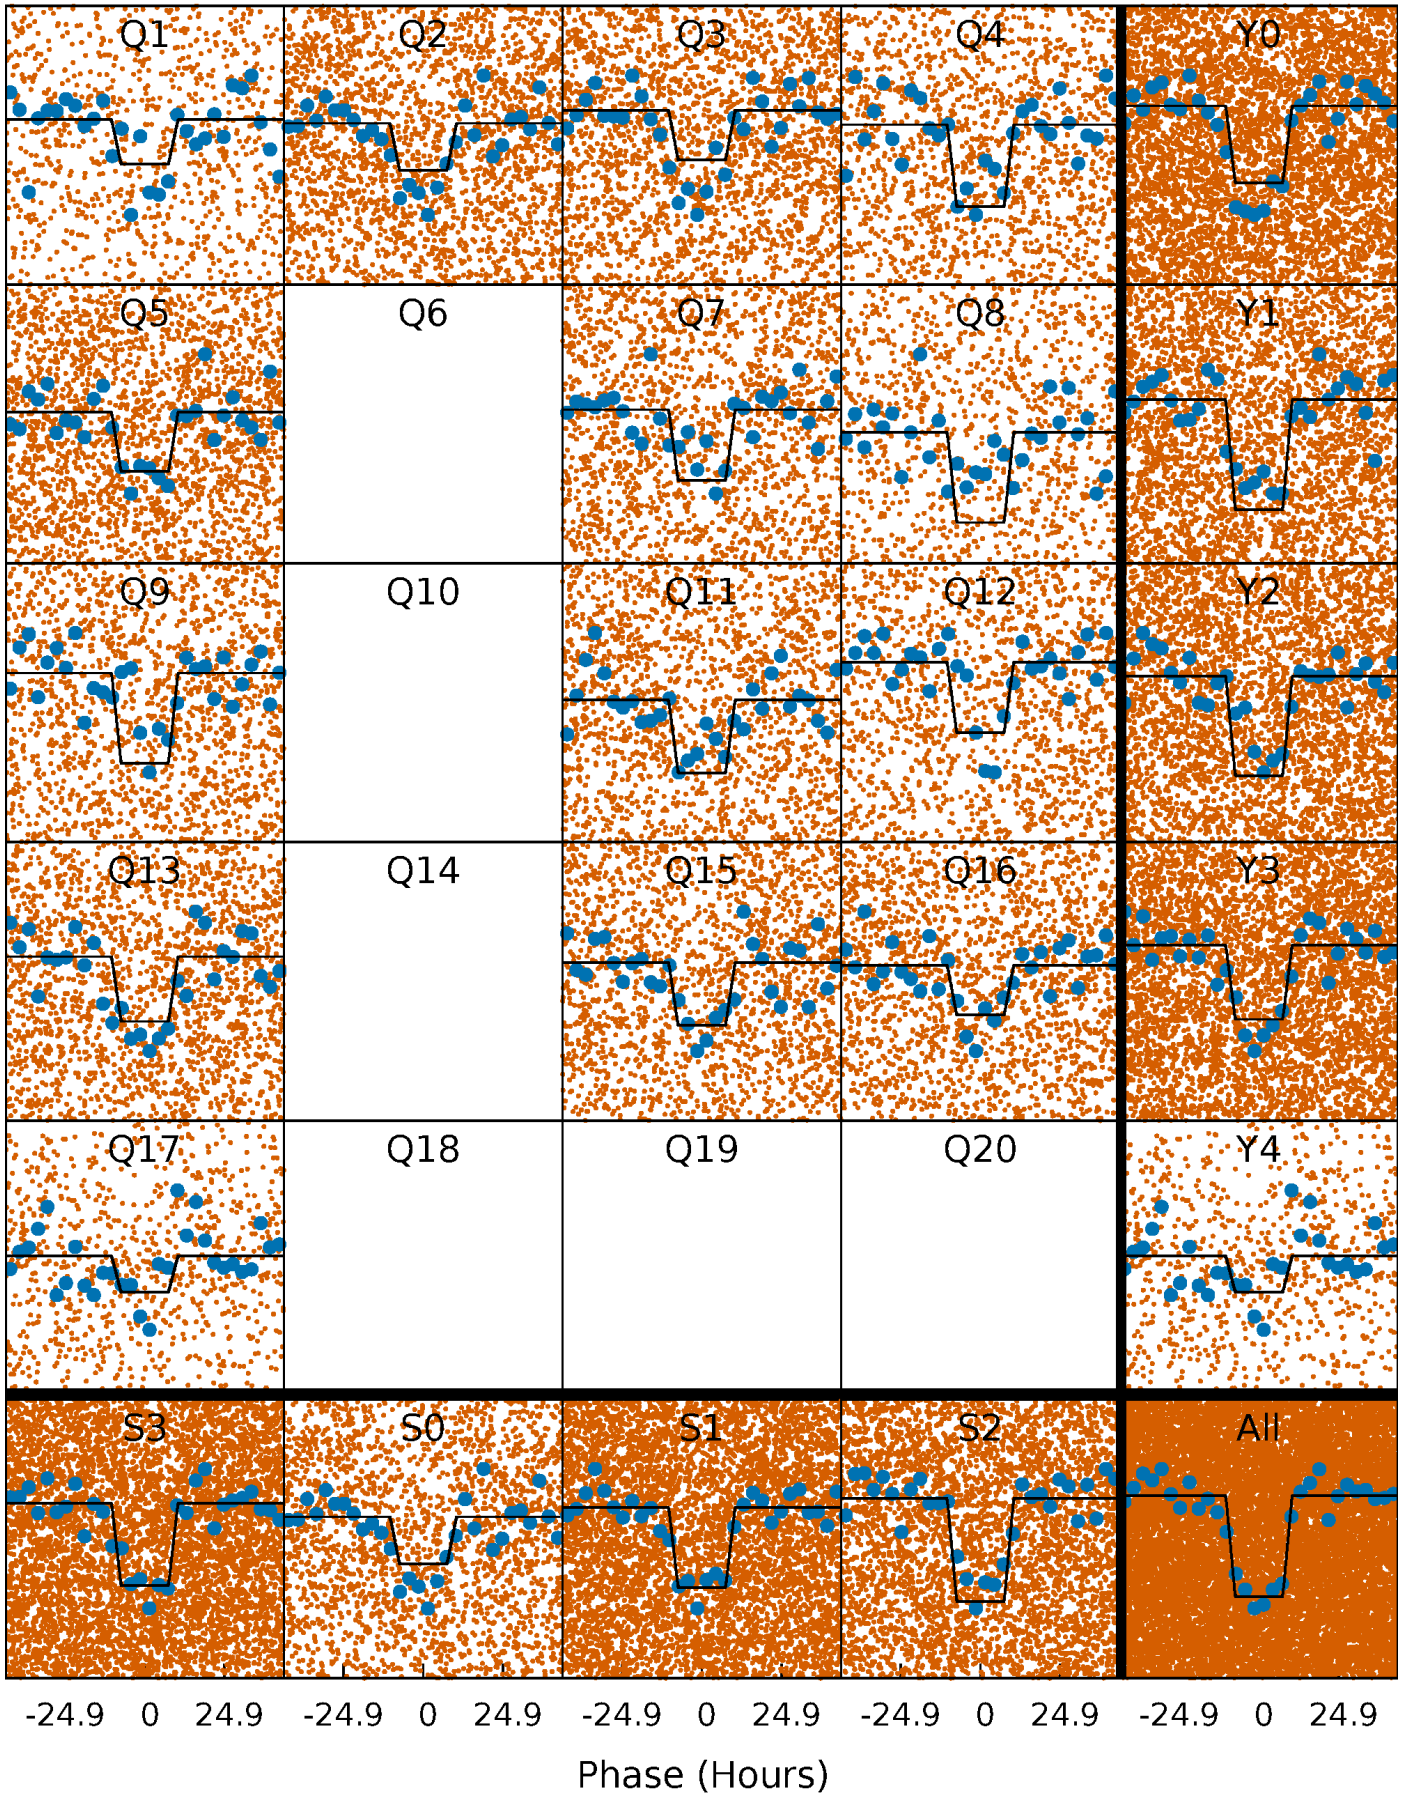 Q1 Q2 Q3 Q4 Y0
Q5 Q6 Q7 Q8 Y1
Q9 Q10 Q11 Q12 Y2
Q13 Q14 Q15 Q16 Y3
Q17 Q18 Q19 Q20 Y4
S3 S0 S1 S2 All
-24.9 0 24.9 -24.9 0 24.9 -24.9 0 24.9 -24.9 0 24.9 -24.9 0 24.9
Phase (Hours)